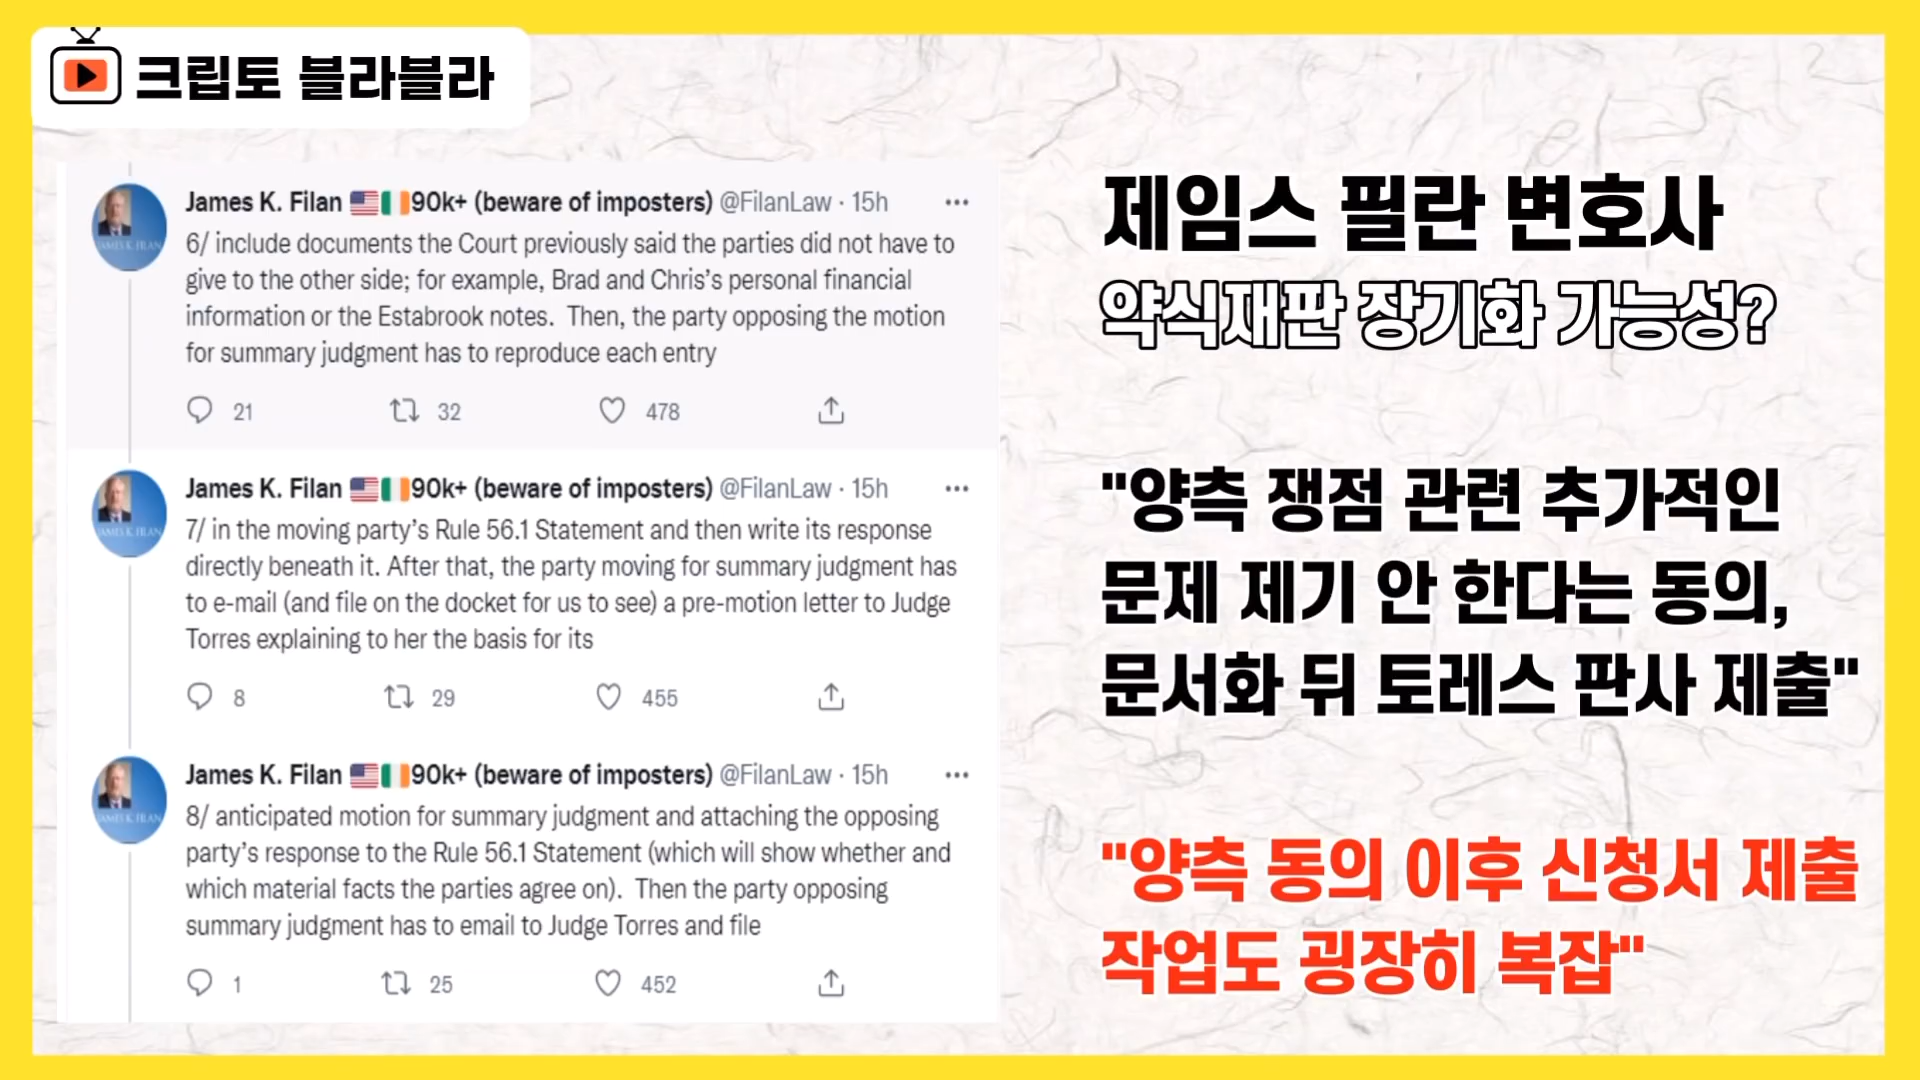 크립토 블라블라
James K. Filan 🇺🇸🇮🇪90k+ (beware of imposters) @FilanLaw · 15h
6/ include documents the Court previously said the parties did not have to
give to the other side; for example, Brad and Chris's personal financial
information or the Estabrook notes. Then, the party opposing the motion
for summary judgment has to reproduce each entry
21 32 478
James K. Filan 🇺🇸🇮🇪90k+ (beware of imposters) @FilanLaw · 15h
7/ in the moving party's Rule 56.1 Statement and then write its response
directly beneath it. After that, the party moving for summary judgment has
to e-mail (and file on the docket for us to see) a pre-motion letter to Judge
Torres explaining to her the basis for its
8 29 455
James K. Filan 🇺🇸🇮🇪90k+ (beware of imposters) @FilanLaw · 15h
8/ anticipated motion for summary judgment and attaching the opposing
party's response to the Rule 56.1 Statement (which will show whether and
which material facts the parties agree on). Then the party opposing
summary judgment has to email to Judge Torres and file
1 25 452
제임스 필란 변호사
약식재판 장기화 가능성?
"양측 쟁점 관련 추가적인
문제 제기 안 한다는 동의,
문서화 뒤 토레스 판사 제출"
"양측 동의 이후 신청서 제출
작업도 굉장히 복잡"